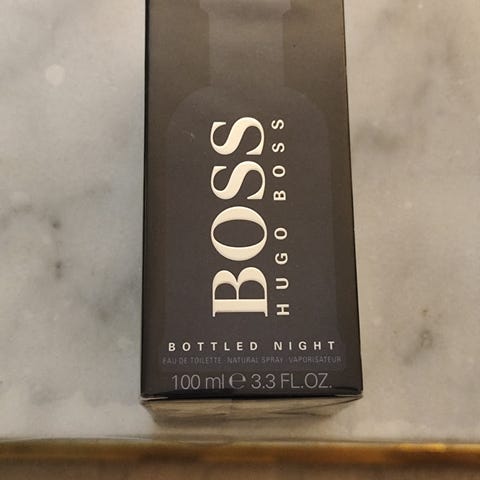 BOSS
HUGO BOSS
BOTTLED NIGHT
EAU DE TOILETTE · NATURAL SPRAY · VAPORISATEUR
100 ml ℮ 3.3 FL.OZ.